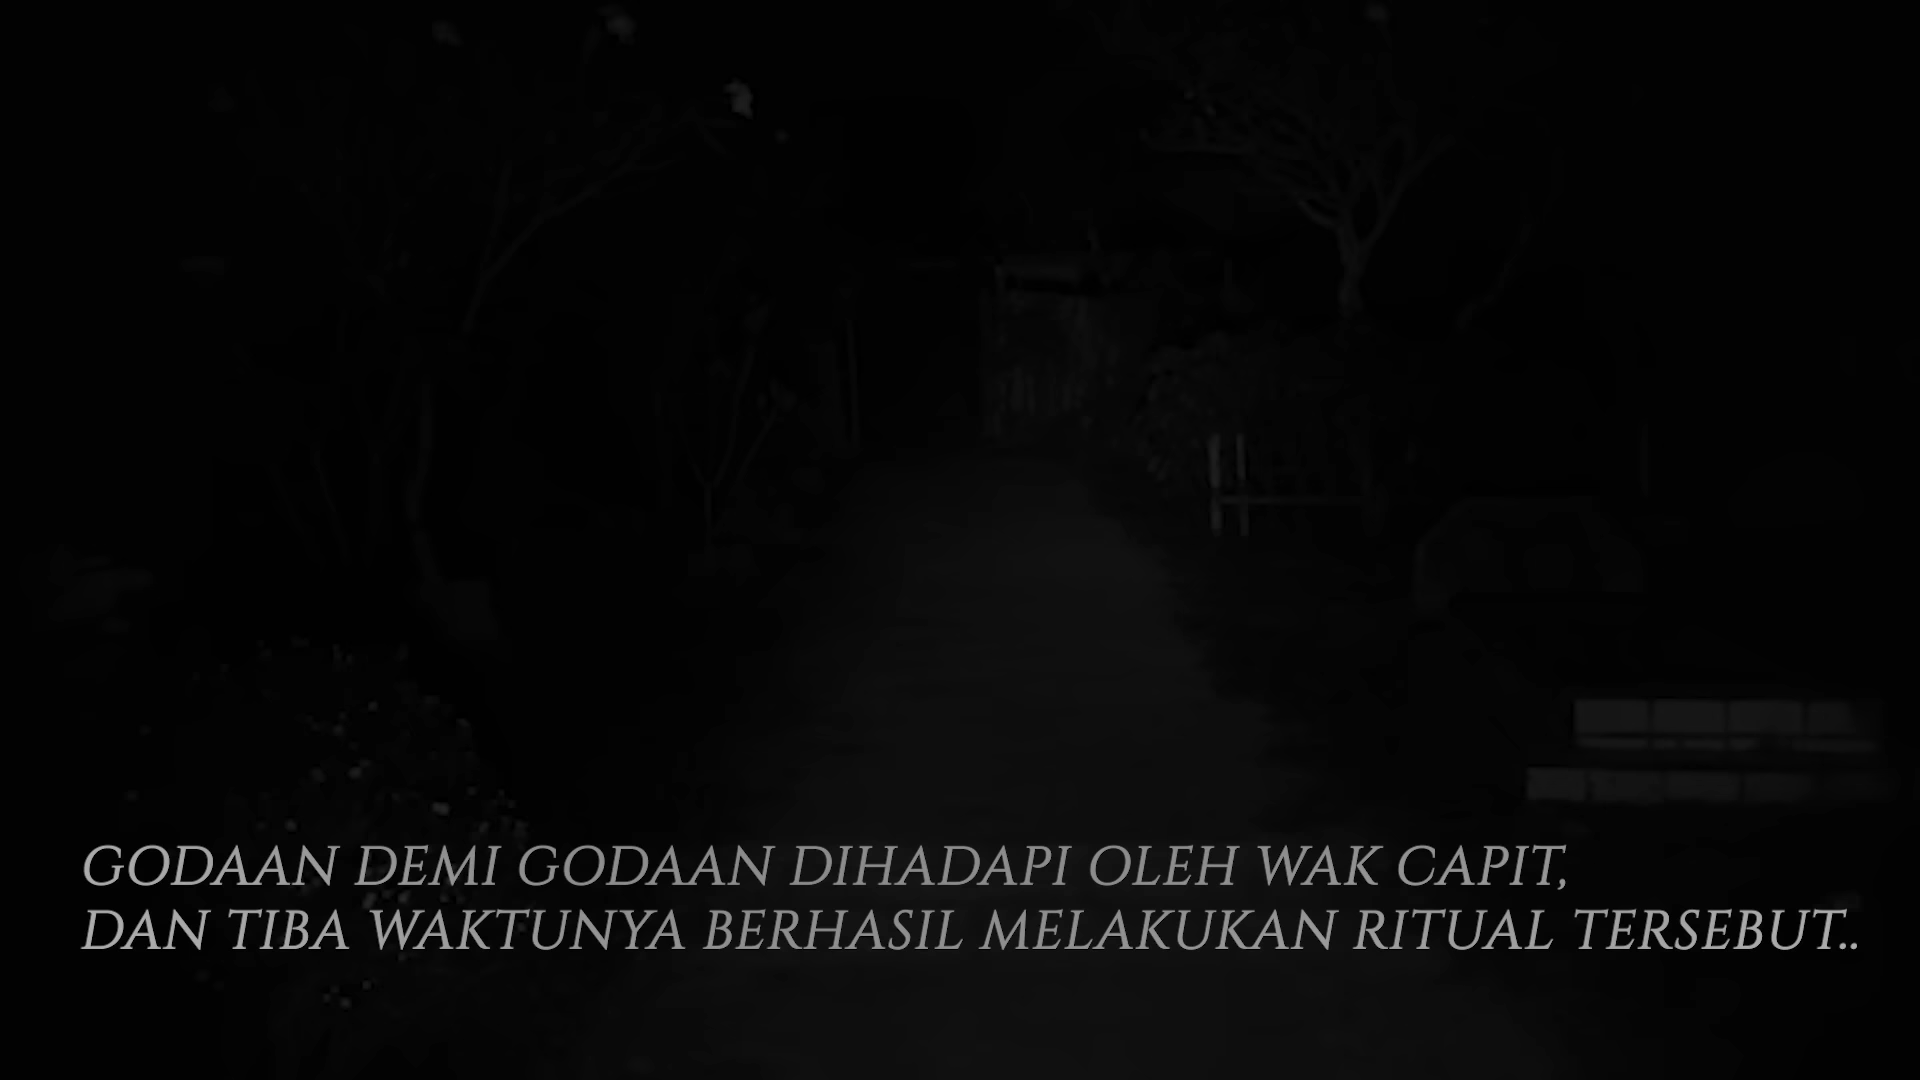 GODAAN DEMI GODAAN DIHADAPI OLEH WAK CAPIT,
DAN TIBA WAKTUNYA BERHASIL MELAKUKAN RITUAL TERSEBUT..